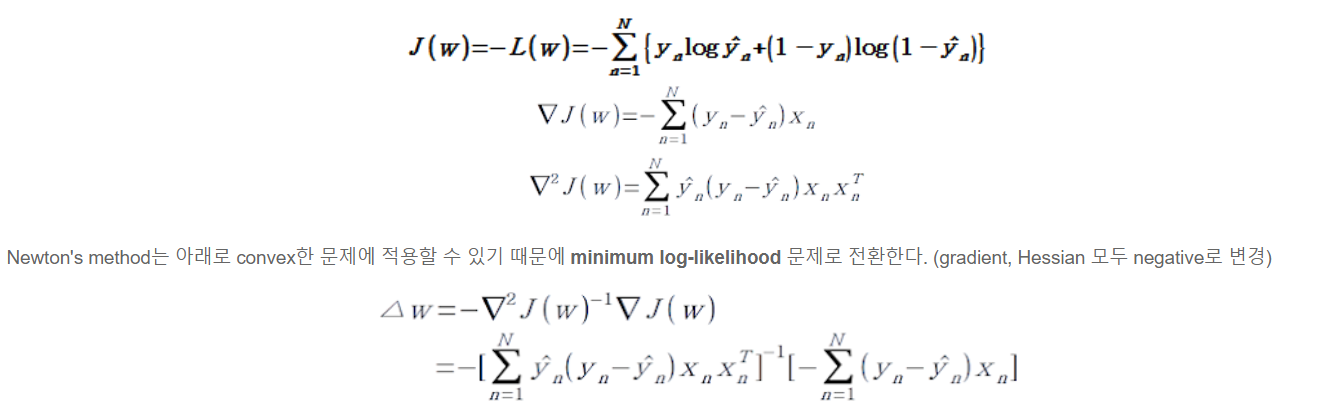 J(w)=-L(w)=-∑_{n=1}^{N}{y_n log ŷ_n+(1-y_n)log(1-ŷ_n)}
∇J(w)=-∑_{n=1}^{N}(y_n-ŷ_n)x_n
∇²J(w)=∑_{n=1}^{N} ŷ_n(y_n-ŷ_n)x_n x_n^T
Newton's method는 아래로 convex한 문제에 적용할 수 있기 때문에 minimum log-likelihood 문제로 전환한다. (gradient, Hessian 모두 negative로 변경)
△w=-∇²J(w)^{-1}∇J(w)
=-[∑_{n=1}^{N} ŷ_n(y_n-ŷ_n)x_n x_n^T]^{-1}[-∑_{n=1}^{N}(y_n-ŷ_n)x_n]